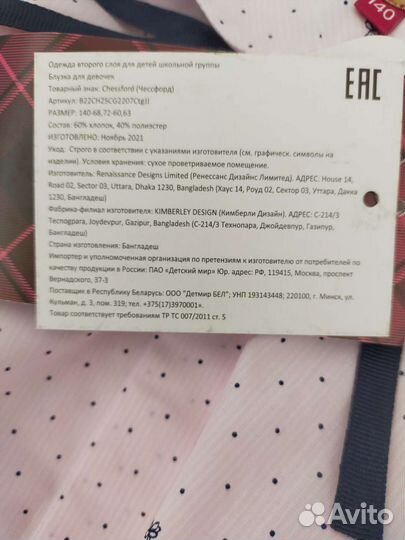 140
Одежда второго слоя для детей школьной группы
Блузка для девочек
Товарный знак: Chessford (Чессфорд)
Артикул: B22CH25CG2207Ctg)J
РАЗМЕР: 140-68,72-60,63
Состав: 60% хлопок, 40% полиэстер
ИЗГОТОВЛЕНО: Ноябрь 2021
EAC
Уход: Строго в соответствии с указаниями изготовителя (см, графическ. символы на
изделии). Условия хранения: сухое проветриваемое помещение.
Изготовитель: Renaissance Designs Limited (Ренессанс Дизайнс Лимитед). АДРЕС: House 14,
Road 02, Sector 03, Uttara, Dhaka 1230, Bangladesh (Хаус 14, Роуд 02, Сектор 03, Уттара, Дакка
1230, Бангладеш)
Фабрика-филиал изготовителя: KIMBERLEY DESIGN (Кимберли Дизайн). АДРЕС: C-214/3
Tecnogpara, Joydevpur, Gazipur, Bangladesh (С-214/3 Технопара, Джойдевпур, Газипур,
Бангладеш)
Страна изготовления: Бангладеш
Импортер и уполномоченная организация по претензиям к изготовителю от потребителей по
качеству продукции в России: ПАО «Детский мир» Юр. адрес: РФ, 119415, Москва, проспект
Вернадского, 37-3
Поставщик в Республику Беларусь: ООО "Детмир БЕЛ"; УНП 193143448; 220100, г. Минск, ул.
Кульман, д. 3, пом. 319; тел. +375(17)3970001».
Товар соответствует требованиям ТР ТС 007/2011 ст. 5
Avito